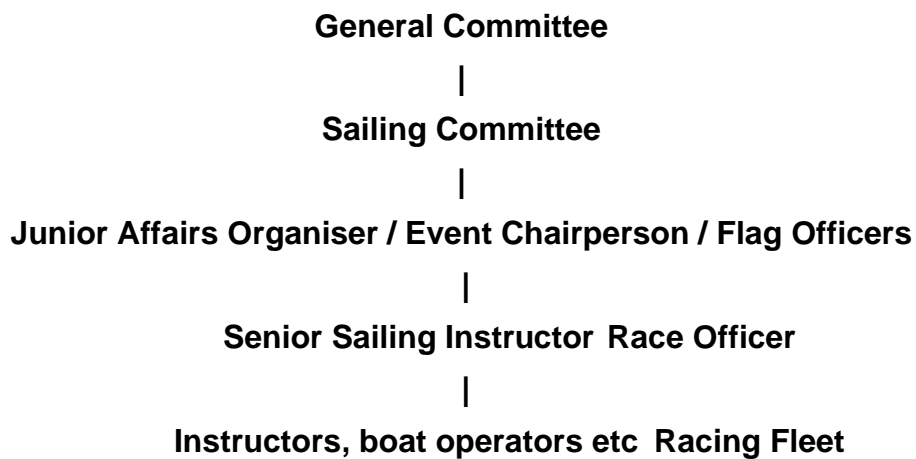 General Committee
|
Sailing Committee
|
Junior Affairs Organiser / Event Chairperson / Flag Officers
|
Senior Sailing Instructor Race Officer
|
Instructors, boat operators etc Racing Fleet